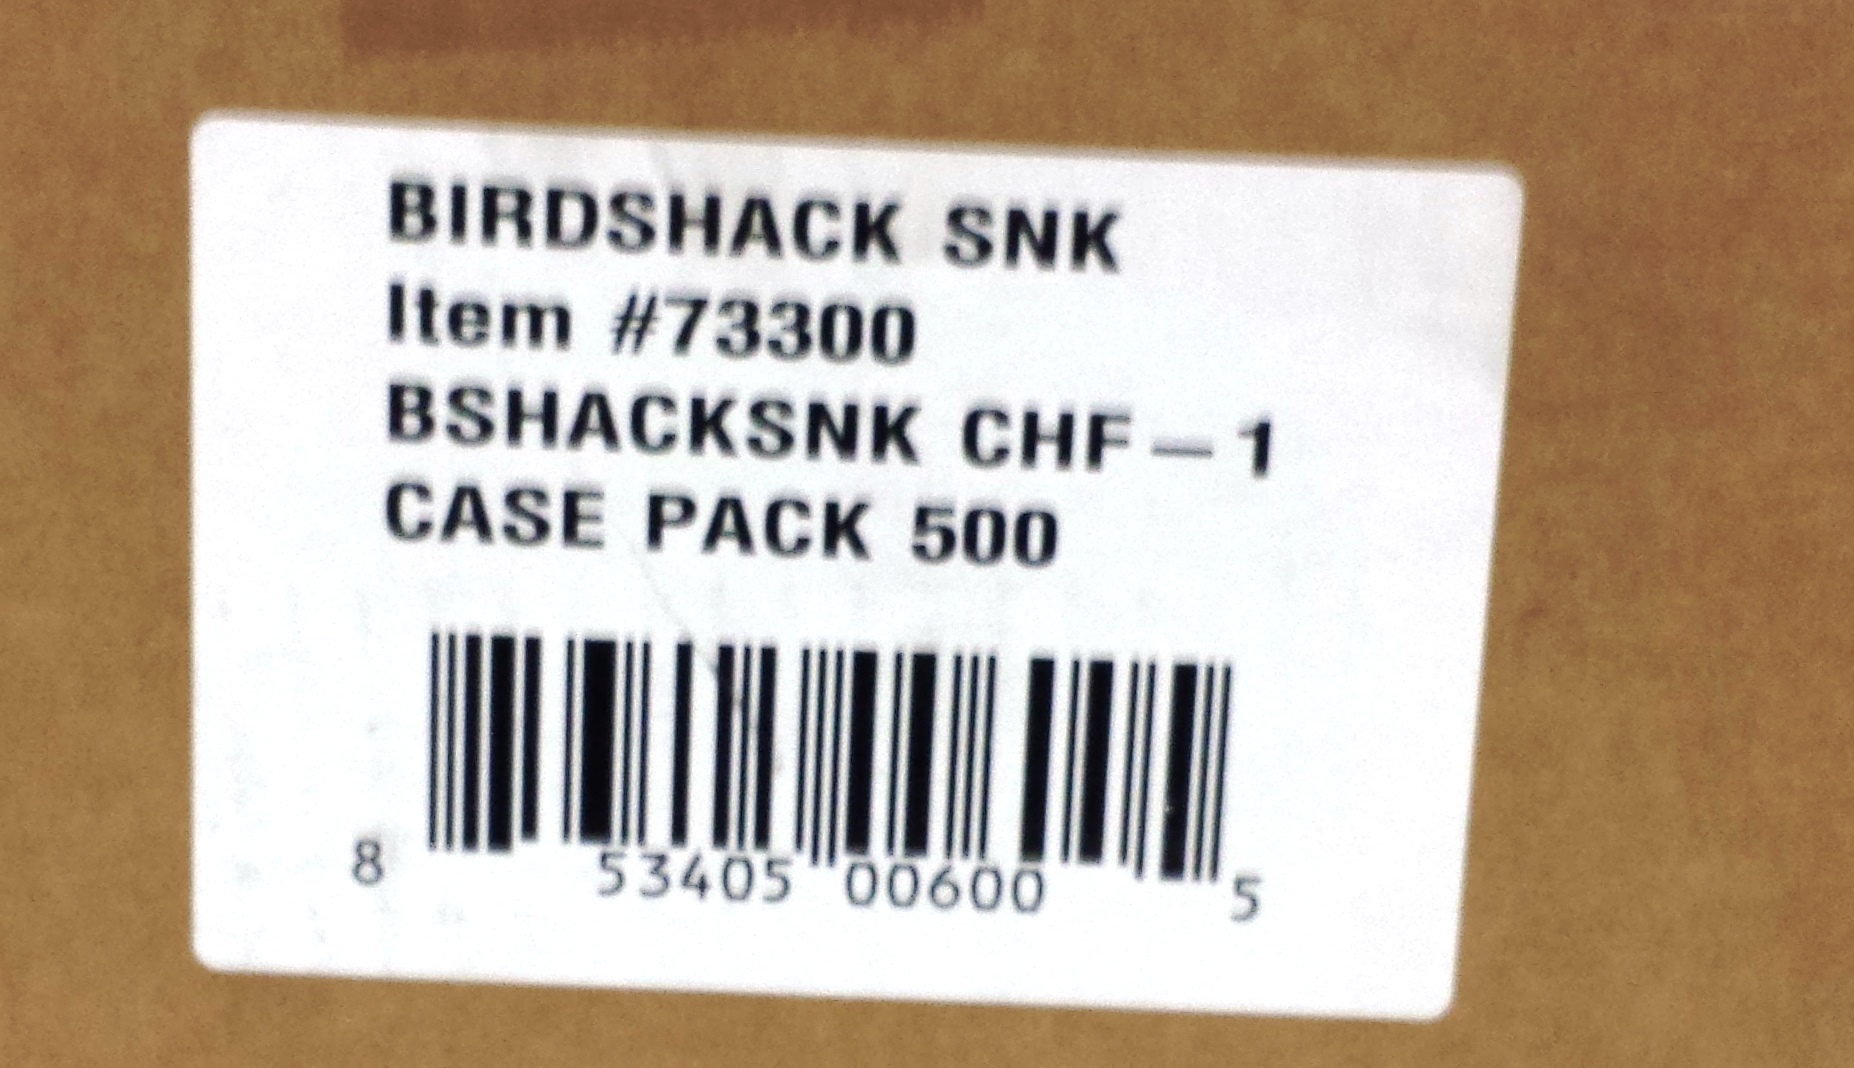 BIRDSHACK SNK
Item #73300
BSHACKSNK CHF-1
CASE PACK 500
8 53405 00600 5